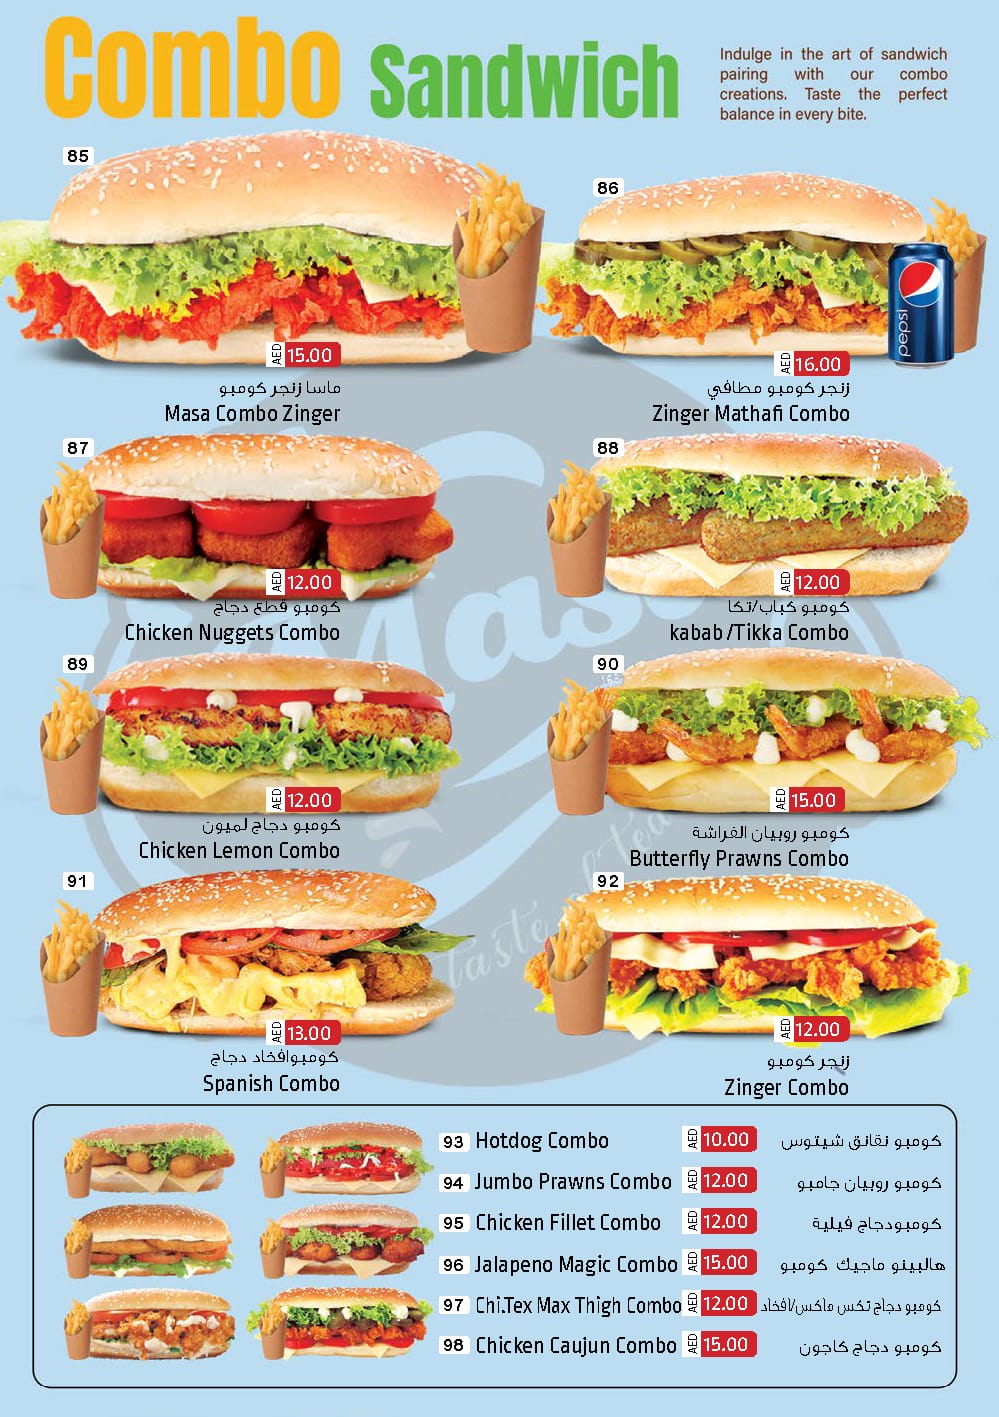 Combo Sandwich
Indulge in the art of sandwich
pairing with our combo
creations. Taste the perfect
balance in every bite.
85
AED 15.00
ماسا زنجر كومبو
Masa Combo Zinger
86
pepsi
AED 16.00
زنجر كومبو مطافي
Zinger Mathafi Combo
87
AED 12.00
كومبو قطع دجاج
Chicken Nuggets Combo
88
AED 12.00
كومبو كباب/تكا
kabab /Tikka Combo
89
AED 12.00
كومبو دجاج لميون
Chicken Lemon Combo
90
AED 15.00
كومبو روبيان الفراشة
Butterfly Prawns Combo
91
AED 13.00
كومبوافخاد دجاج
Spanish Combo
92
AED 12.00
زنجر كومبو
Zinger Combo
Masa
taste
93 Hotdog Combo AED 10.00 كومبو نقانق شيتوس
94 Jumbo Prawns Combo AED 12.00 كومبو روبيان جامبو
95 Chicken Fillet Combo AED 12.00 كومبودجاج فيلية
96 Jalapeno Magic Combo AED 15.00 هالبينو ماجيك كومبو
97 Chi.Tex Max Thigh Combo AED 12.00 كومبو دجاج تكس ماكس/افخاد
98 Chicken Caujun Combo AED 15.00 كومبو دجاج كاجون